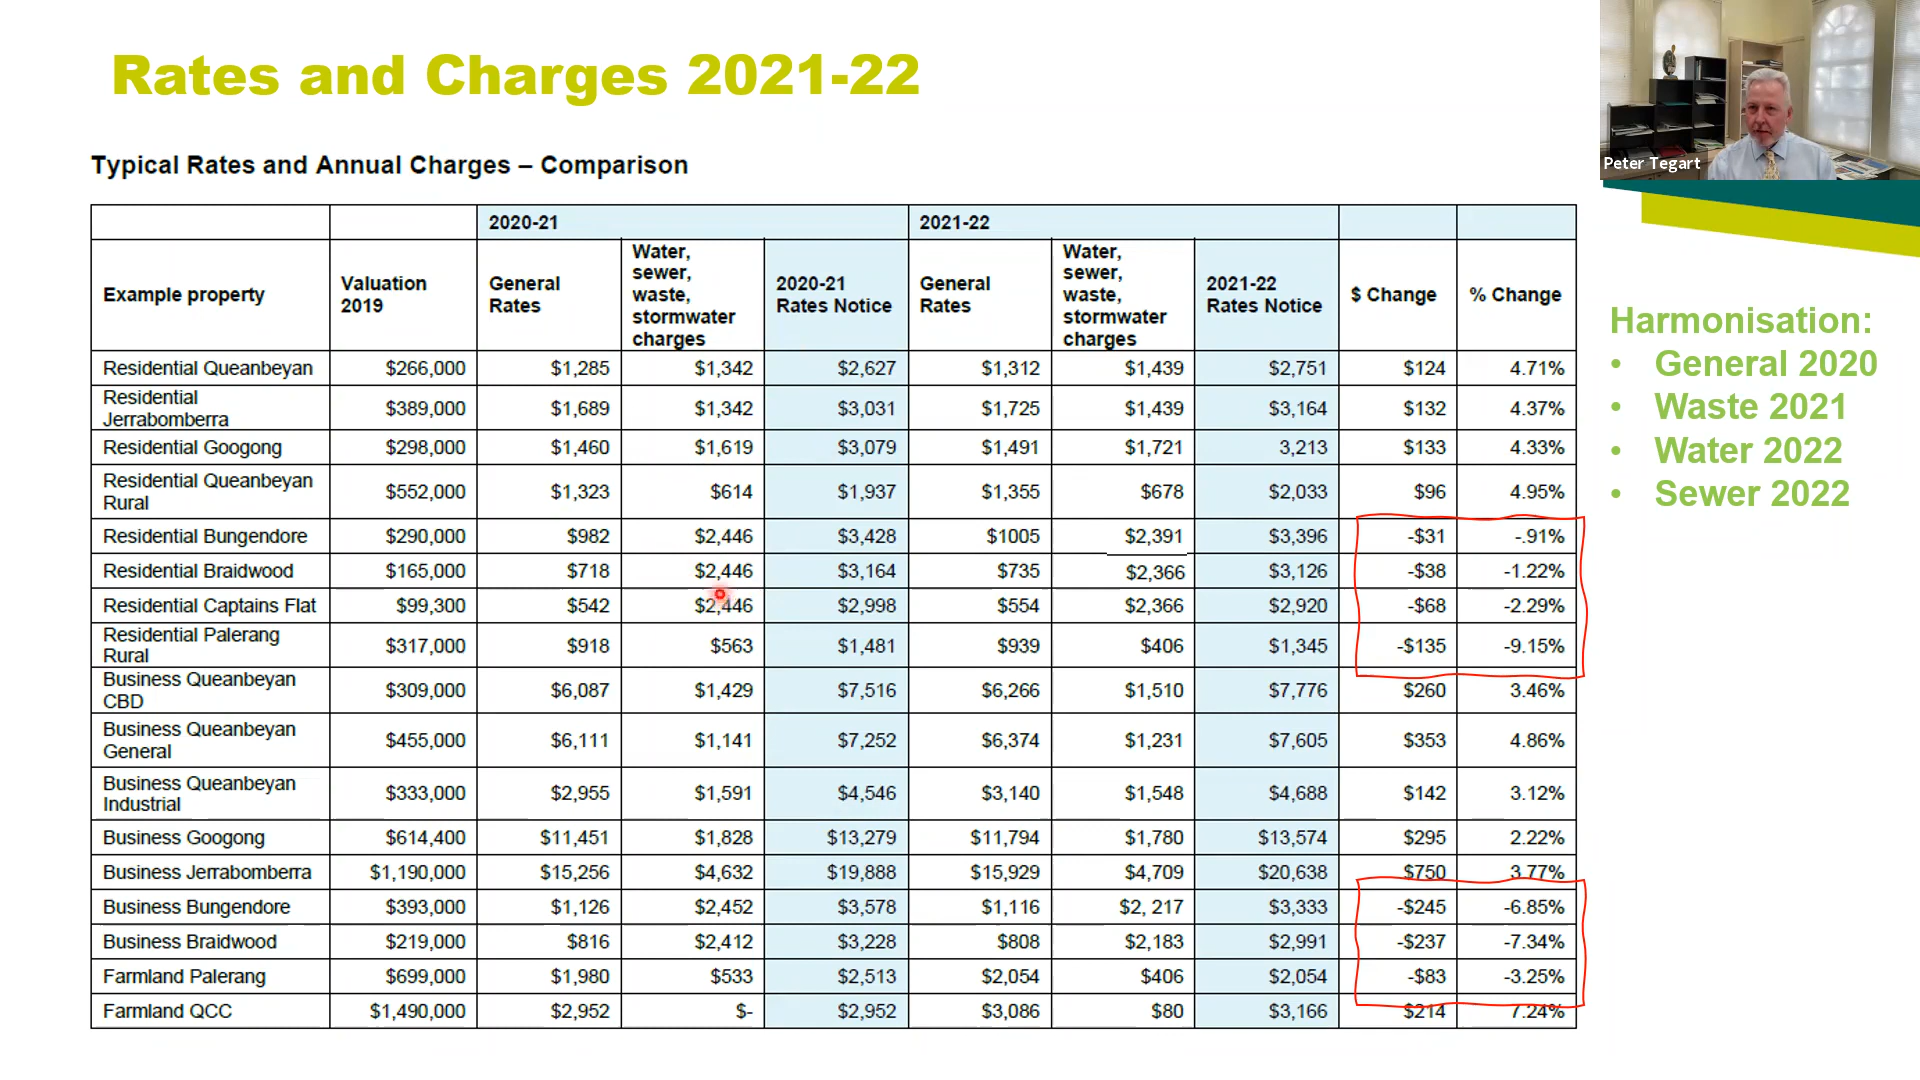 Rates and Charges 2021-22
Peter Tegart
Typical Rates and Annual Charges – Comparison
2020-21 2021-22
Example property Valuation 2019 General Rates Water, sewer, waste, stormwater charges 2020-21 Rates Notice General Rates Water, sewer, waste, stormwater charges 2021-22 Rates Notice $ Change % Change
Residential Queanbeyan $266,000 $1,285 $1,342 $2,627 $1,312 $1,439 $2,751 $124 4.71%
Residential Jerrabomberra $389,000 $1,689 $1,342 $3,031 $1,725 $1,439 $3,164 $132 4.37%
Residential Googong $298,000 $1,460 $1,619 $3,079 $1,491 $1,721 3,213 $133 4.33%
Residential Queanbeyan Rural $552,000 $1,323 $614 $1,937 $1,355 $678 $2,033 $96 4.95%
Residential Bungendore $290,000 $982 $2,446 $3,428 $1005 $2,391 $3,396 -$31 -.91%
Residential Braidwood $165,000 $718 $2,446 $3,164 $735 $2,366 $3,126 -$38 -1.22%
Residential Captains Flat $99,300 $542 $2,446 $2,998 $554 $2,366 $2,920 -$68 -2.29%
Residential Palerang Rural $317,000 $918 $563 $1,481 $939 $406 $1,345 -$135 -9.15%
Business Queanbeyan CBD $309,000 $6,087 $1,429 $7,516 $6,266 $1,510 $7,776 $260 3.46%
Business Queanbeyan General $455,000 $6,111 $1,141 $7,252 $6,374 $1,231 $7,605 $353 4.86%
Business Queanbeyan Industrial $333,000 $2,955 $1,591 $4,546 $3,140 $1,548 $4,688 $142 3.12%
Business Googong $614,400 $11,451 $1,828 $13,279 $11,794 $1,780 $13,574 $295 2.22%
Business Jerrabomberra $1,190,000 $15,256 $4,632 $19,888 $15,929 $4,709 $20,638 $750 3.77%
Business Bungendore $393,000 $1,126 $2,452 $3,578 $1,116 $2, 217 $3,333 -$245 -6.85%
Business Braidwood $219,000 $816 $2,412 $3,228 $808 $2,183 $2,991 -$237 -7.34%
Farmland Palerang $699,000 $1,980 $533 $2,513 $2,054 $406 $2,054 -$83 -3.25%
Farmland QCC $1,490,000 $2,952 $- $2,952 $3,086 $80 $3,166 $214 7.24%
Harmonisation:
• General 2020
• Waste 2021
• Water 2022
• Sewer 2022